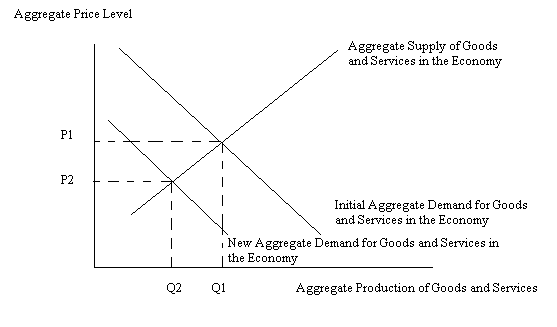 Aggregate Price Level
Aggregate Supply of Goods
and Services in the Economy
P1
P2
Initial Aggregate Demand for Goods
and Services in the Economy
New Aggregate Demand for Goods and Services in
the Economy
Q2
Q1
Aggregate Production of Goods and Services